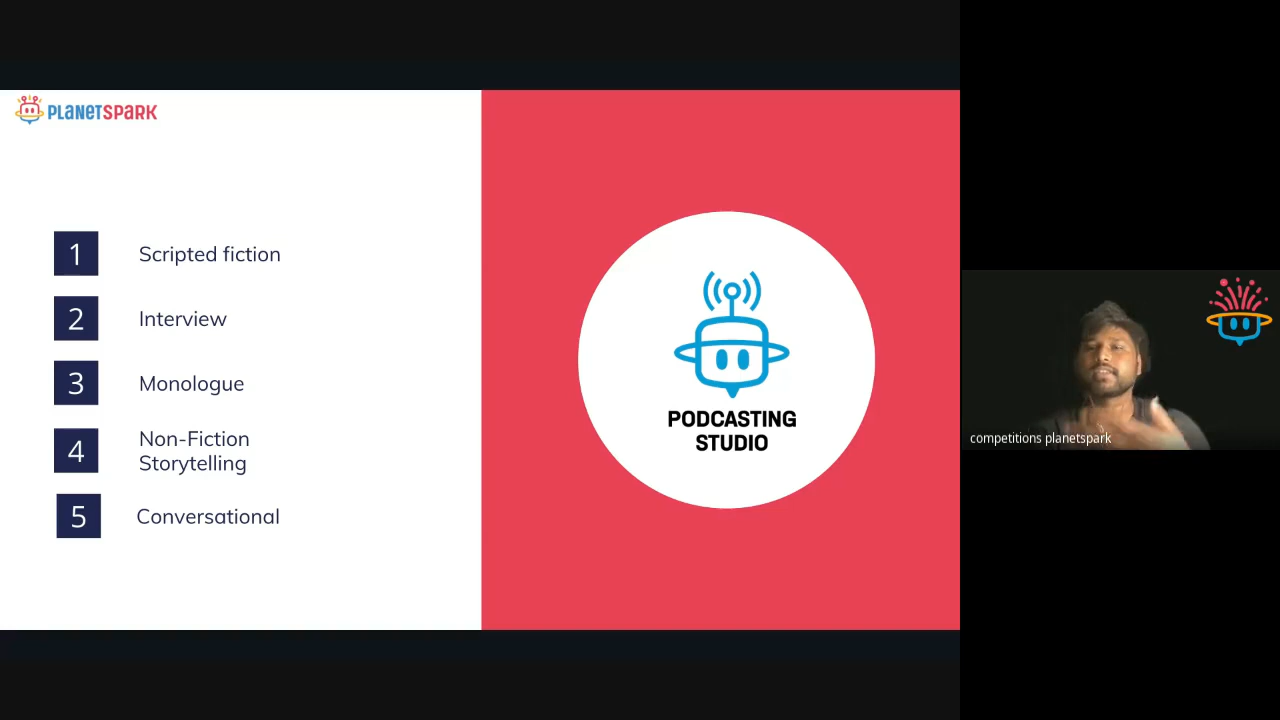 PLANETSPARK
1 Scripted fiction
2 Interview
3 Monologue
4 Non-Fiction
Storytelling
5 Conversational
PODCASTING
STUDIO
competitions planetspark